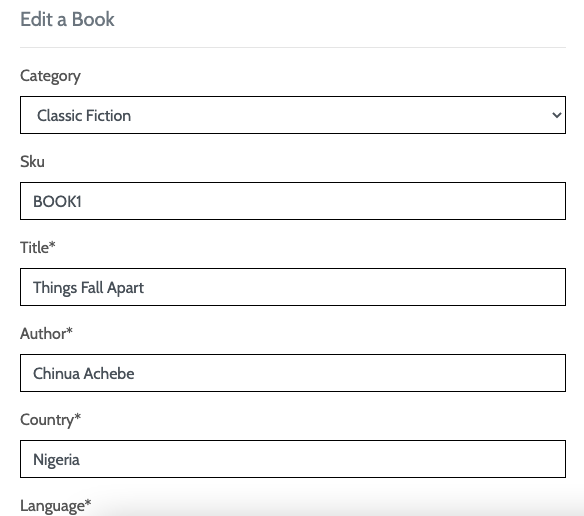 Edit a Book
Category
Classic Fiction
Sku
BOOK1
Title*
Things Fall Apart
Author*
Chinua Achebe
Country*
Nigeria
Language*